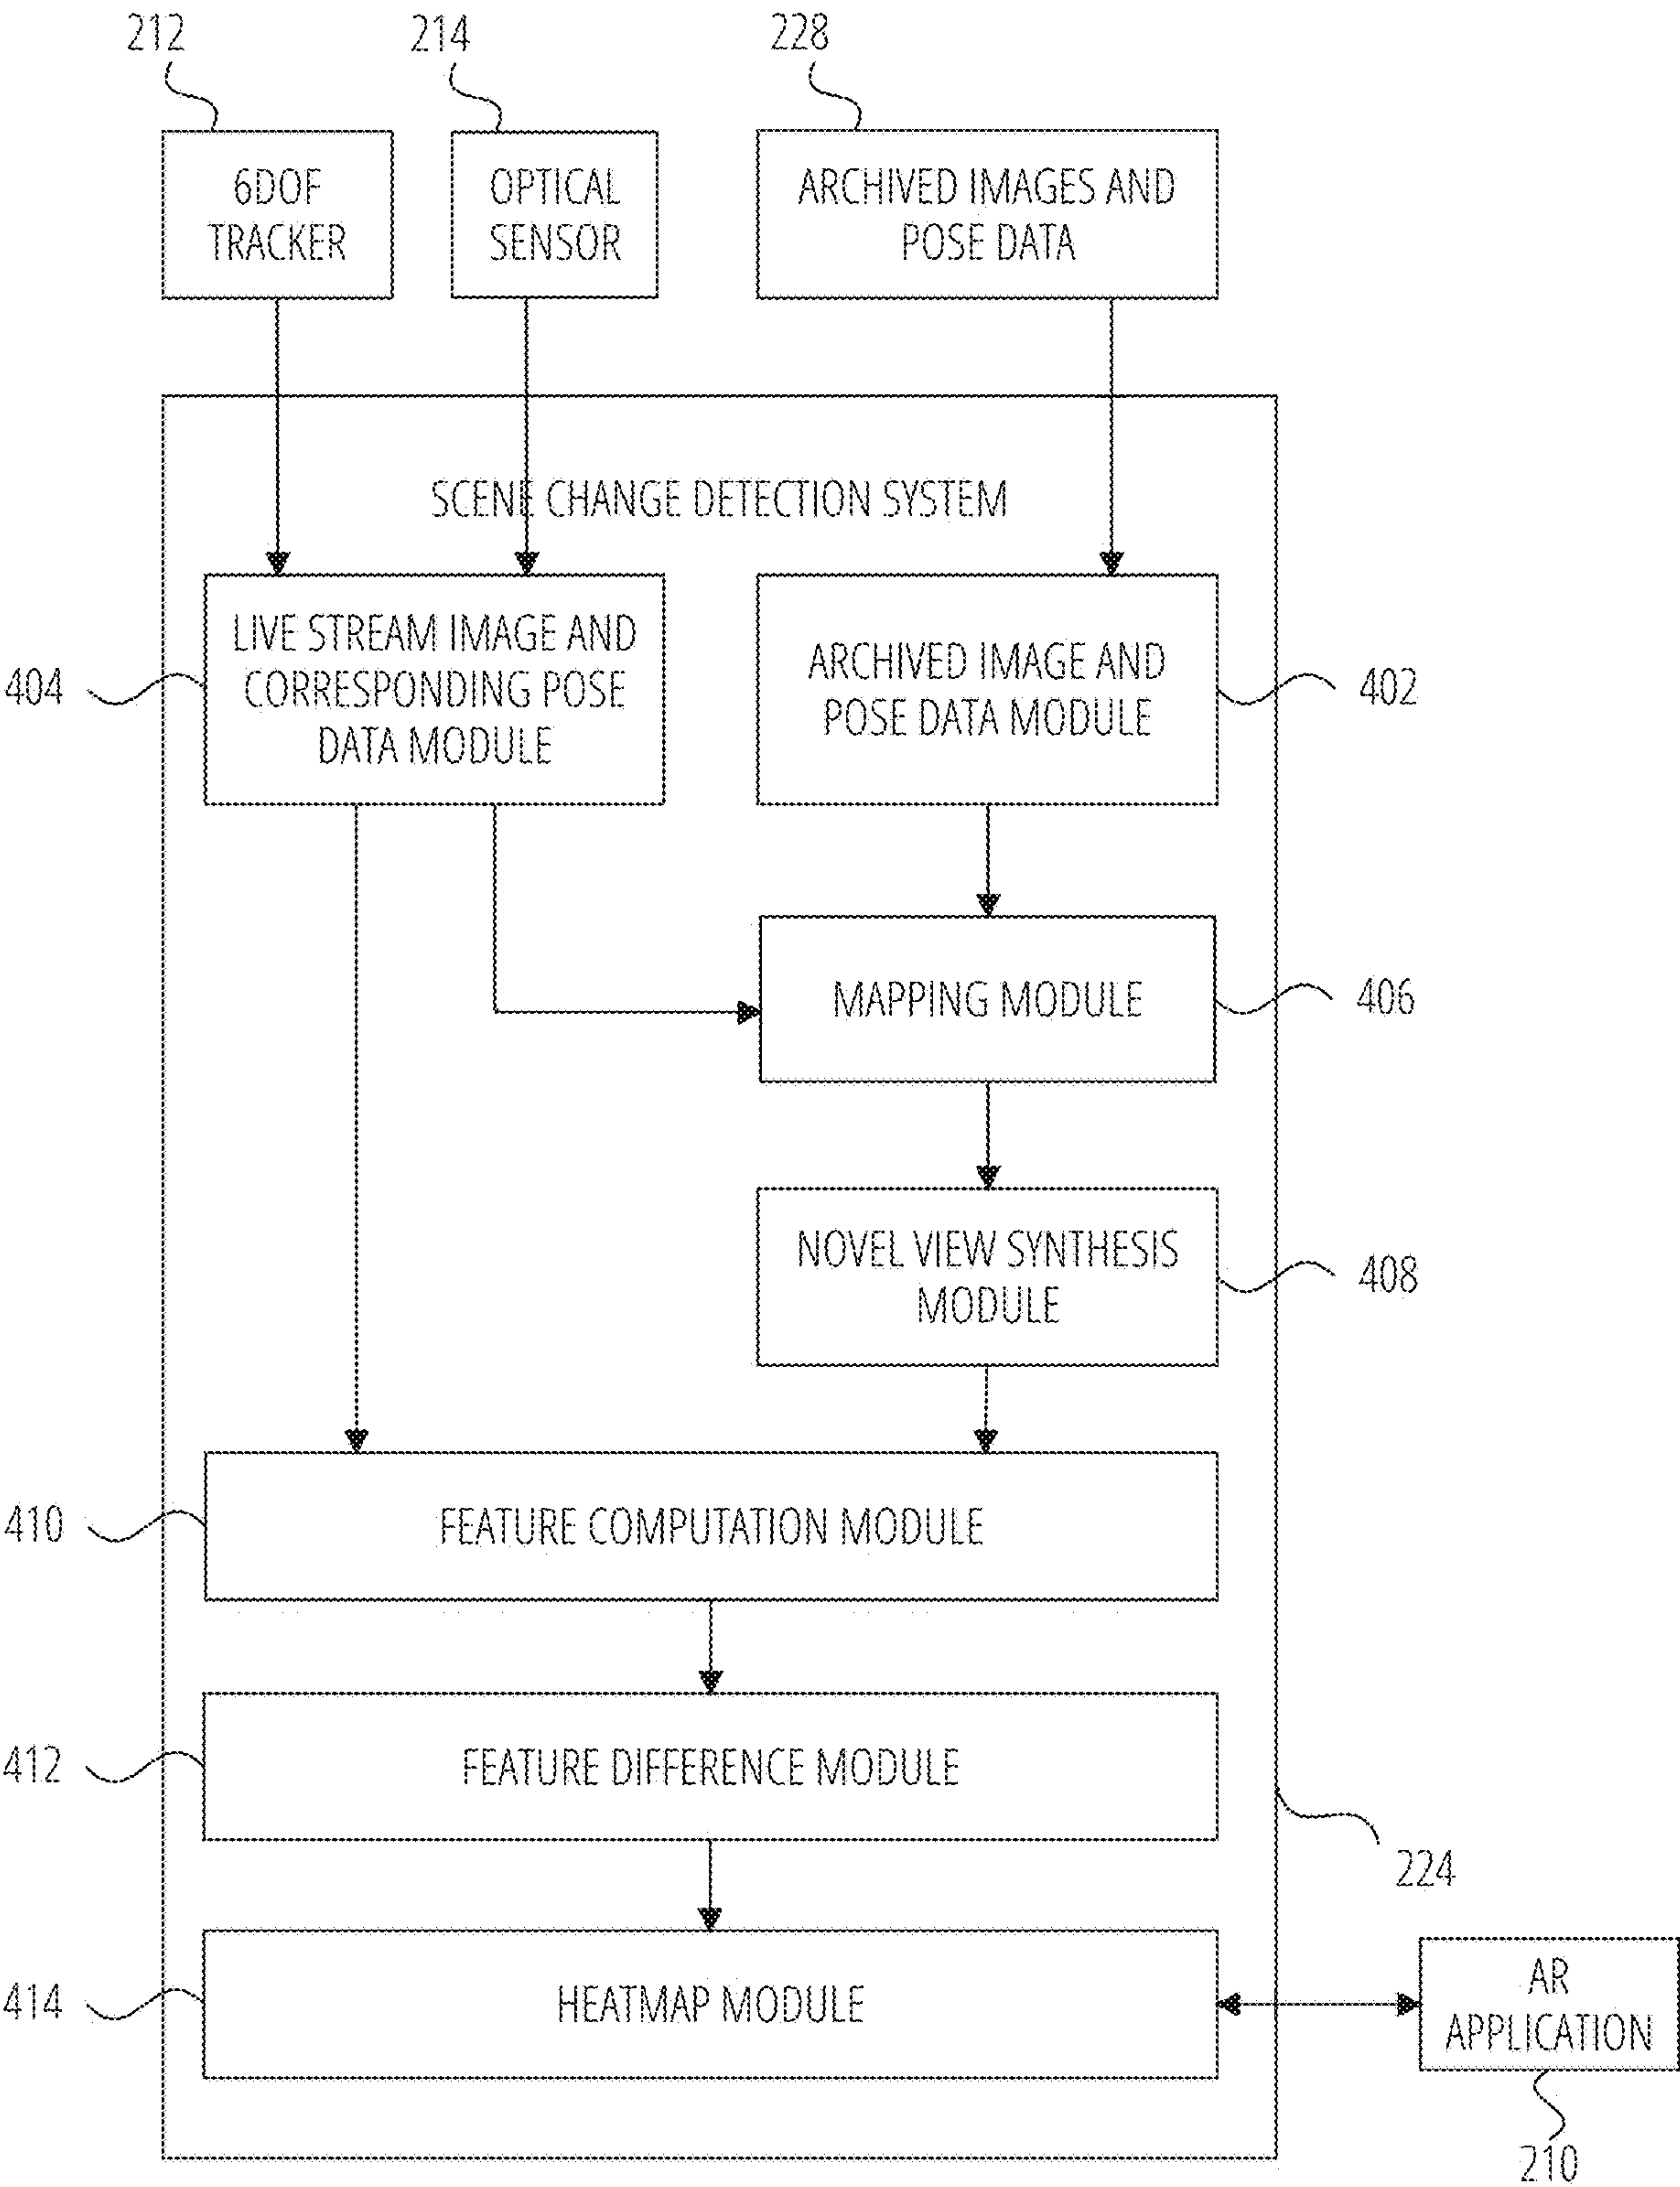 212
214
228
6DOF
TRACKER
OPTICAL
SENSOR
ARCHIVED IMAGES AND
POSE DATA
SCENE CHANGE DETECTION SYSTEM
404
LIVE STREAM IMAGE AND
CORRESPONDING POSE
DATA MODULE
ARCHIVED IMAGE AND
POSE DATA MODULE
402
MAPPING MODULE
406
NOVEL VIEW SYNTHESIS
MODULE
408
410
FEATURE COMPUTATION MODULE
412
FEATURE DIFFERENCE MODULE
224
414
HEATMAP MODULE
AR
APPLICATION
210